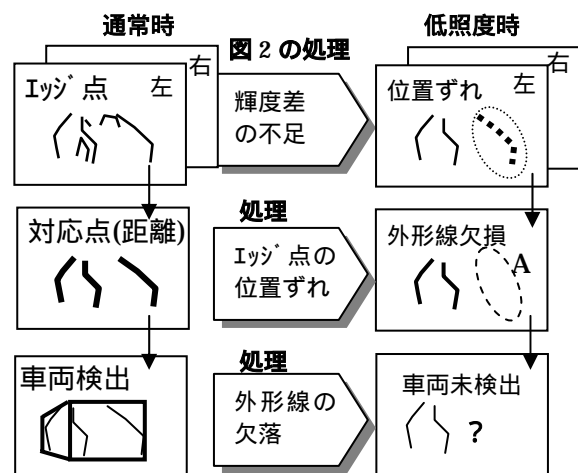 通常時
図 2 の処理
低照度時
右
ｴｯｼﾞ点 左
輝度差
の不足
右
位置ずれ 左
対応点(距離)
処理
ｴｯｼﾞ点の
位置ずれ
外形線欠損
A
車両検出
処理
外形線の
欠落
車両未検出
?